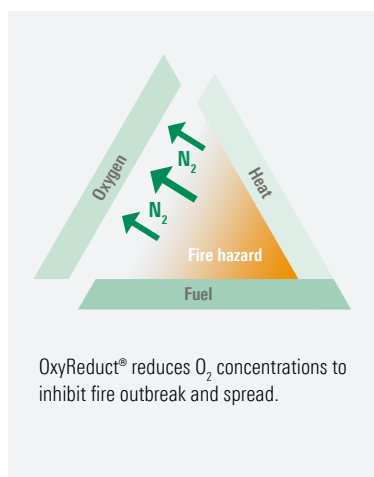 Oxygen
Heat
N₂
N₂
Fire hazard
Fuel
OxyReduct® reduces O₂ concentrations to
inhibit fire outbreak and spread.